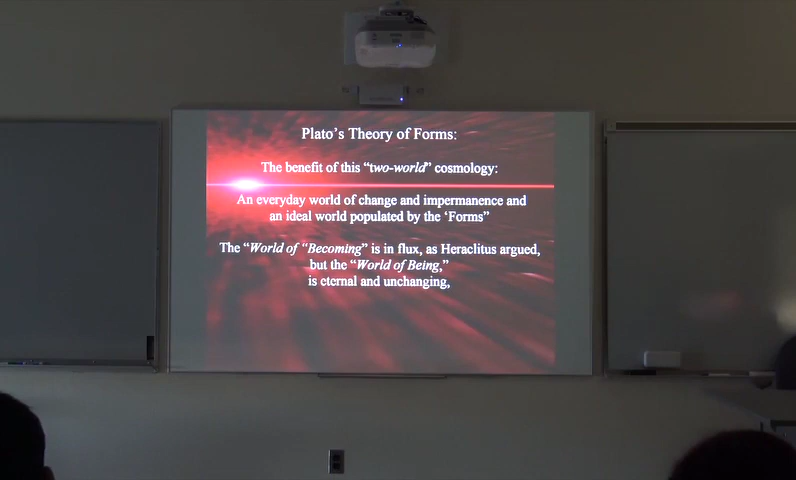 Plato's Theory of Forms:
The benefit of this "two-world" cosmology:
An everyday world of change and impermanence and
an ideal world populated by the 'Forms"
The "World of "Becoming" is in flux, as Heraclitus argued,
but the "World of Being,"
is eternal and unchanging,